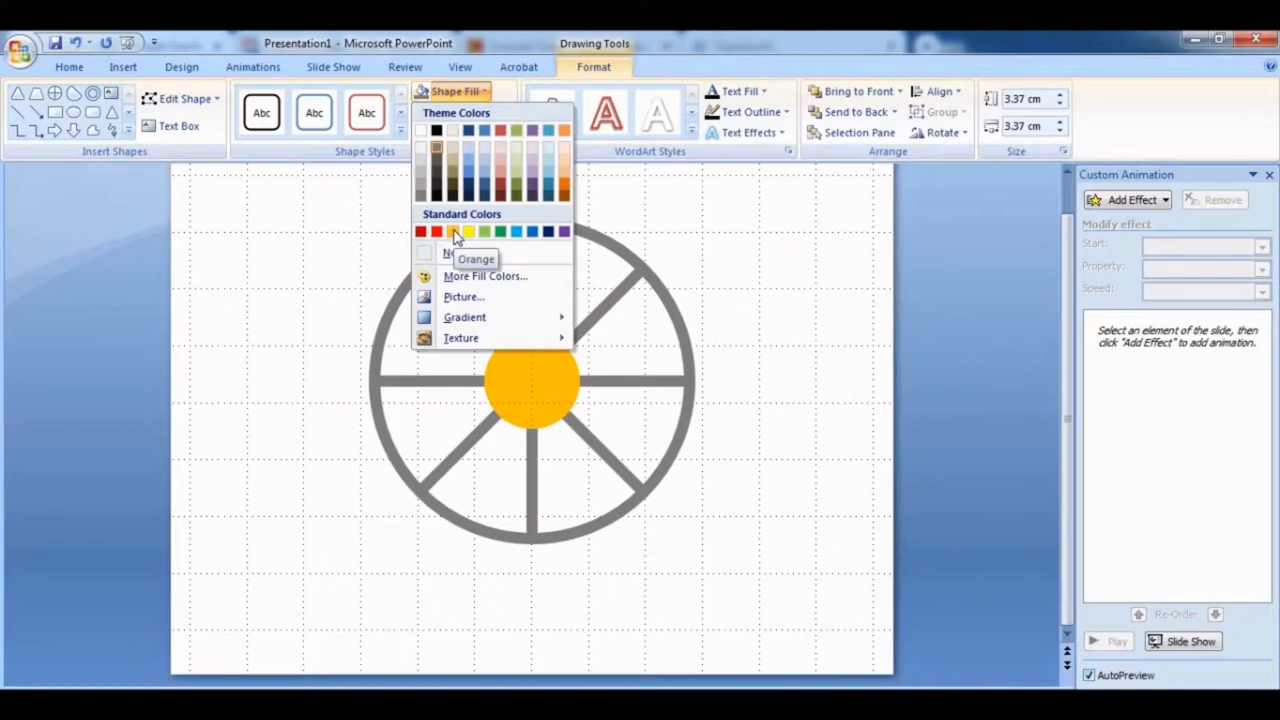 Presentation1 - Microsoft PowerPoint
Drawing Tools
Home Insert Design Animations Slide Show Review View Acrobat Format
Edit Shape
Text Box
Insert Shapes
Abc Abc Abc
Shape Styles
Shape Fill
Theme Colors
Standard Colors
Orange
More Fill Colors...
Picture...
Gradient
Texture
A A
Text Fill
Text Outline
Text Effects
WordArt Styles
Bring to Front
Send to Back
Selection Pane
Align
Group
Rotate
Arrange
3.37 cm
3.37 cm
Size
Custom Animation
Add Effect
Remove
Modify effect
Start:
Property:
Speed:
Select an element of the slide, then
click "Add Effect" to add animation.
Re-Order
Play
Slide Show
AutoPreview